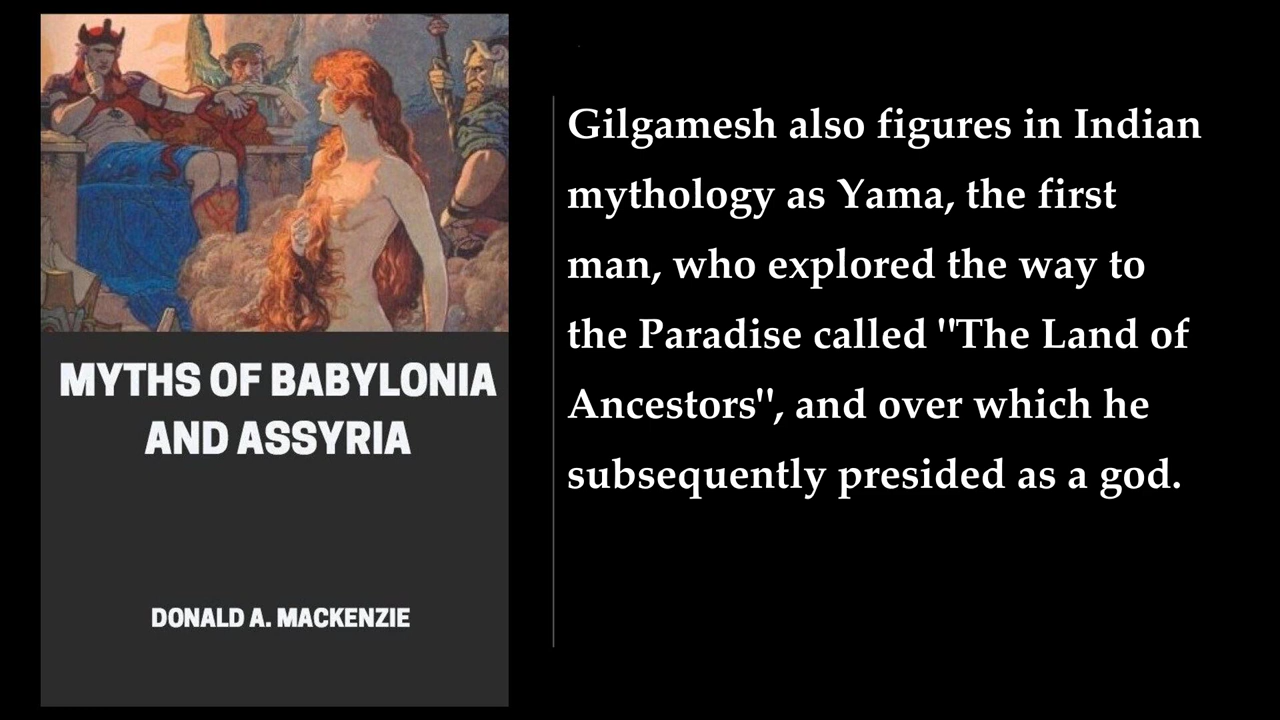 MYTHS OF BABYLONIA
AND ASSYRIA
DONALD A. MACKENZIE
Gilgamesh also figures in Indian
mythology as Yama, the first
man, who explored the way to
the Paradise called "The Land of
Ancestors", and over which he
subsequently presided as a god.